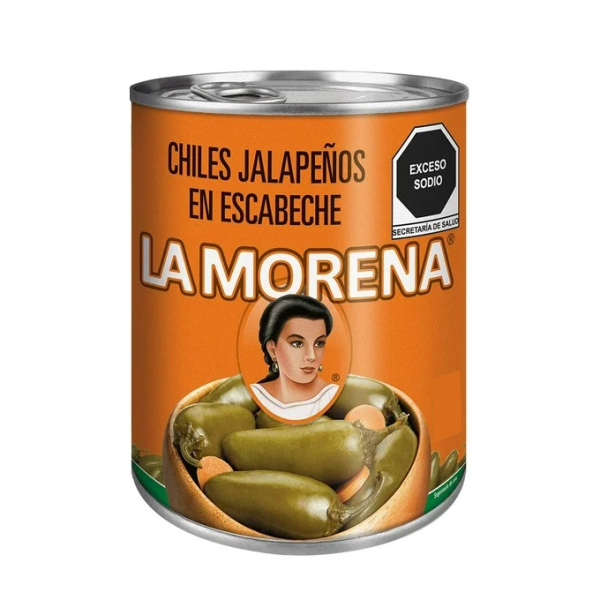 CHILES JALAPEÑOS
EN ESCABECHE
EXCESO
SODIO
SECRETARÍA DE SALUD
LA MORENA®
®